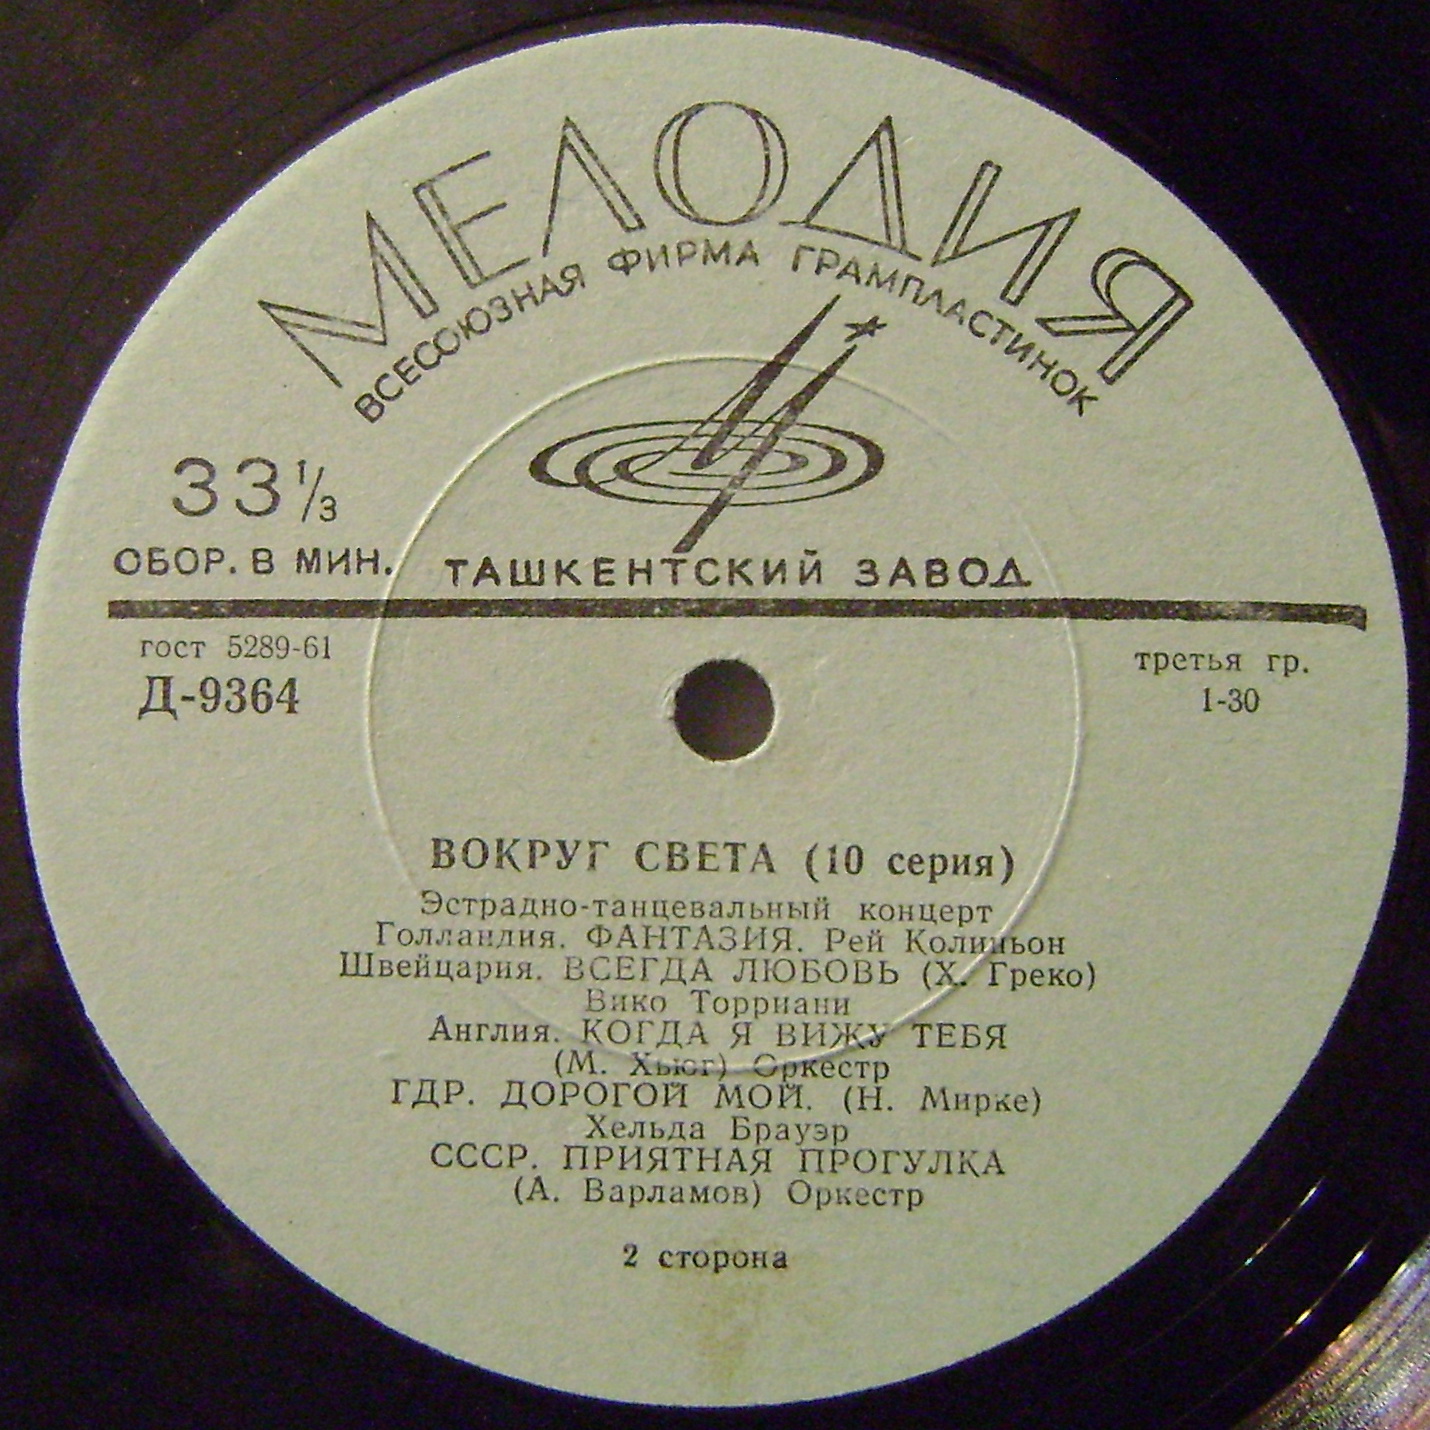 МЕЛОДИЯ
ВСЕСОЮЗНАЯ ФИРМА ГРАМПЛАСТИНОК
33 1/3
ОБОР. В МИН.
ТАШКЕНТСКИЙ ЗАВОД
гост 5289-61
Д-9364
третья гр.
1-30
ВОКРУГ СВЕТА (10 серия)
Эстрадно-танцевальный концерт
Голландия. ФАНТАЗИЯ. Рей Колиньон
Швейцария. ВСЕГДА ЛЮБОВЬ (Х. Греко)
Вико Торриани
Англия. КОГДА Я ВИЖУ ТЕБЯ
(М. Хьюг) Оркестр
ГДР. ДОРОГОЙ МОЙ. (Н. Мирке)
Хельда Брауэр
СССР. ПРИЯТНАЯ ПРОГУЛКА
(А. Варламов) Оркестр
2 сторона